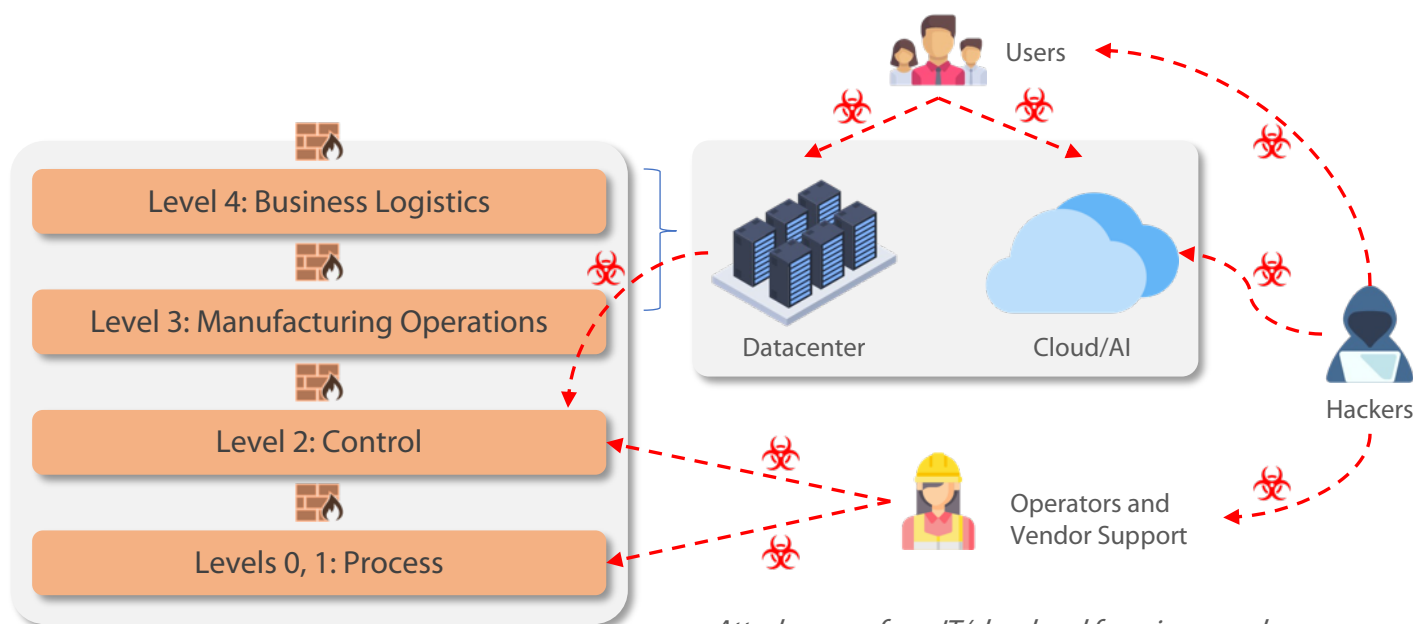 Users
Level 4: Business Logistics
Level 3: Manufacturing Operations
Datacenter
Cloud/AI
Hackers
Level 2: Control
Operators and
Vendor Support
Levels 0, 1: Process